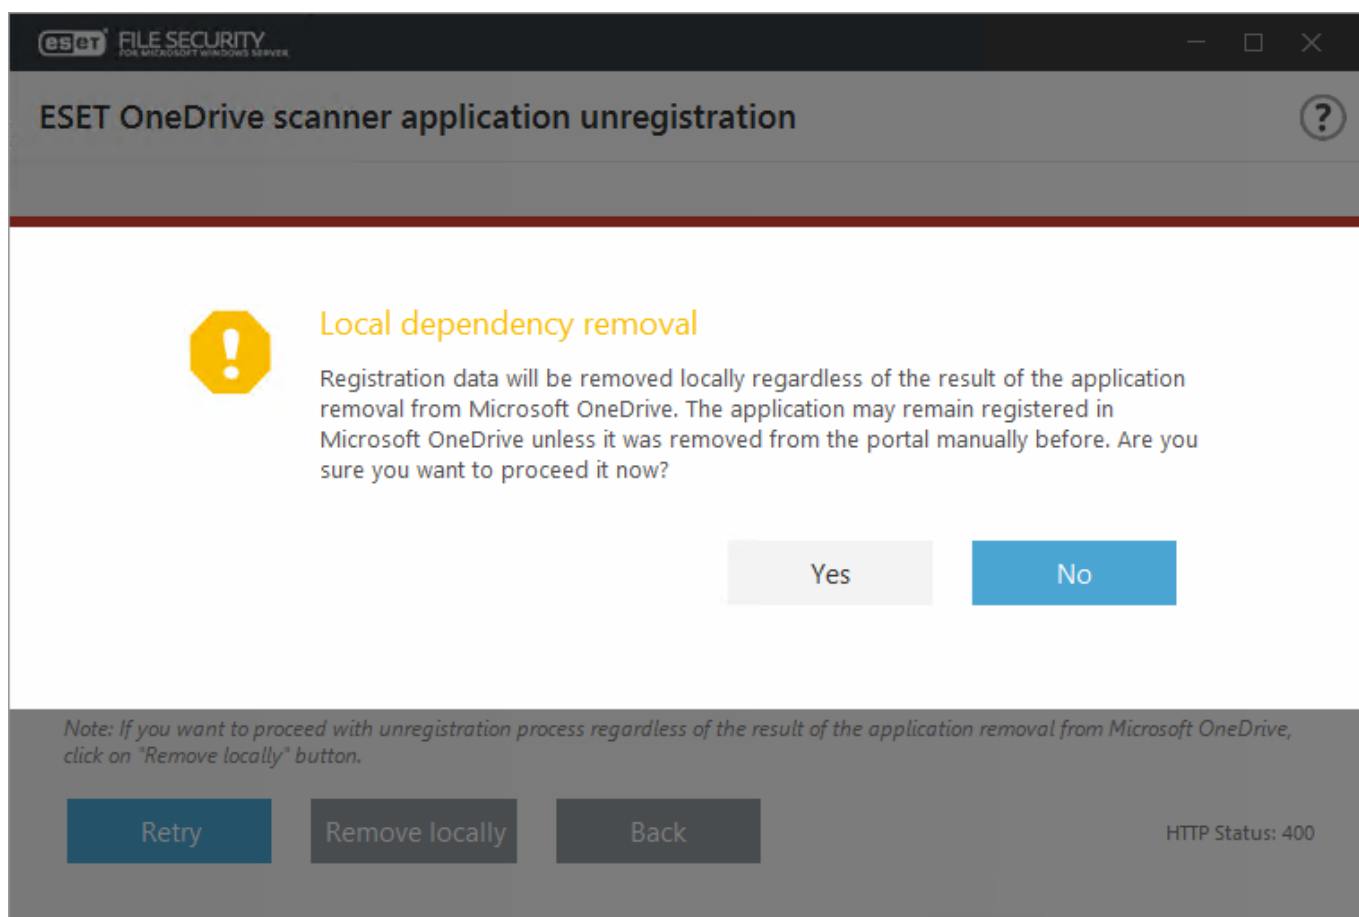 eset FILE SECURITY
FOR MICROSOFT WINDOWS SERVER
ESET OneDrive scanner application unregistration
?
Local dependency removal
Registration data will be removed locally regardless of the result of the application
removal from Microsoft OneDrive. The application may remain registered in
Microsoft OneDrive unless it was removed from the portal manually before. Are you
sure you want to proceed it now?
Yes No
Note: If you want to proceed with unregistration process regardless of the result of the application removal from Microsoft OneDrive,
click on "Remove locally" button.
Retry Remove locally Back HTTP Status: 400